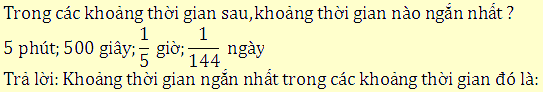 Trong các khoảng thời gian sau,khoảng thời gian nào ngắn nhất ?
5 phút; 500 giây; 1/5 giờ; 1/144 ngày
Trả lời: Khoảng thời gian ngắn nhất trong các khoảng thời gian đó là: